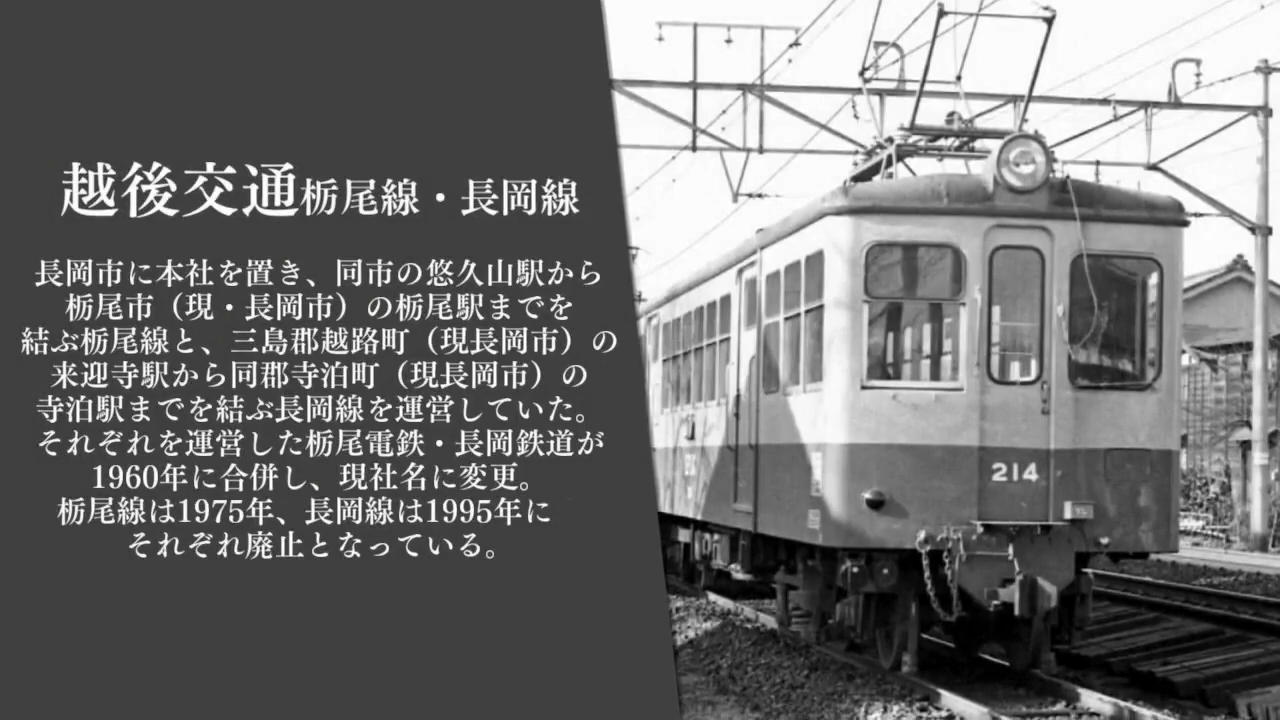 越後交通栃尾線・長岡線
長岡市に本社を置き、同市の悠久山駅から
栃尾市（現・長岡市）の栃尾駅までを
結ぶ栃尾線と、三島郡越路町（現長岡市）の
来迎寺駅から同郡寺泊町（現長岡市）の
寺泊駅までを結ぶ長岡線を運営していた。
それぞれを運営した栃尾電鉄・長岡鉄道が
1960年に合併し、現社名に変更。
栃尾線は1975年、長岡線は1995年に
それぞれ廃止となっている。
214